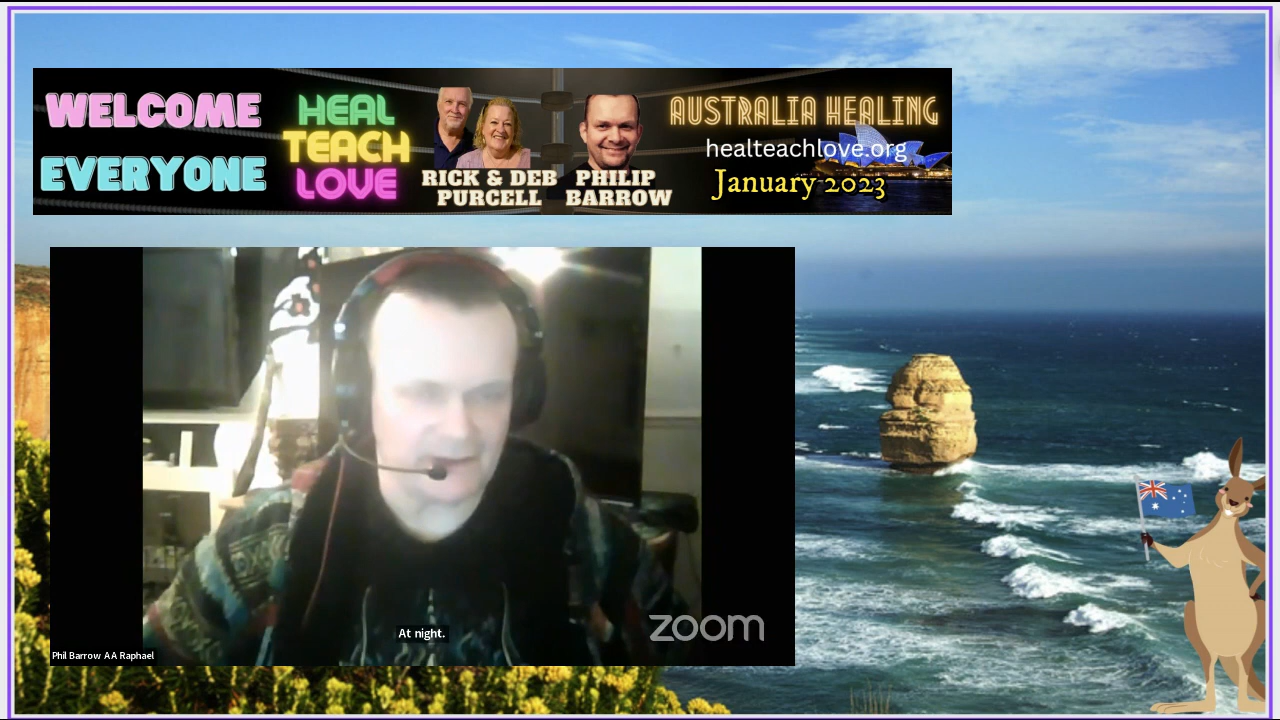 WELCOME
EVERYONE
HEAL
TEACH
LOVE
RICK & DEB
PURCELL
PHILIP
BARROW
AUSTRALIA HEALING
healteachlove.org
January 2023
At night.
zoom
Phil Barrow AA Raphael